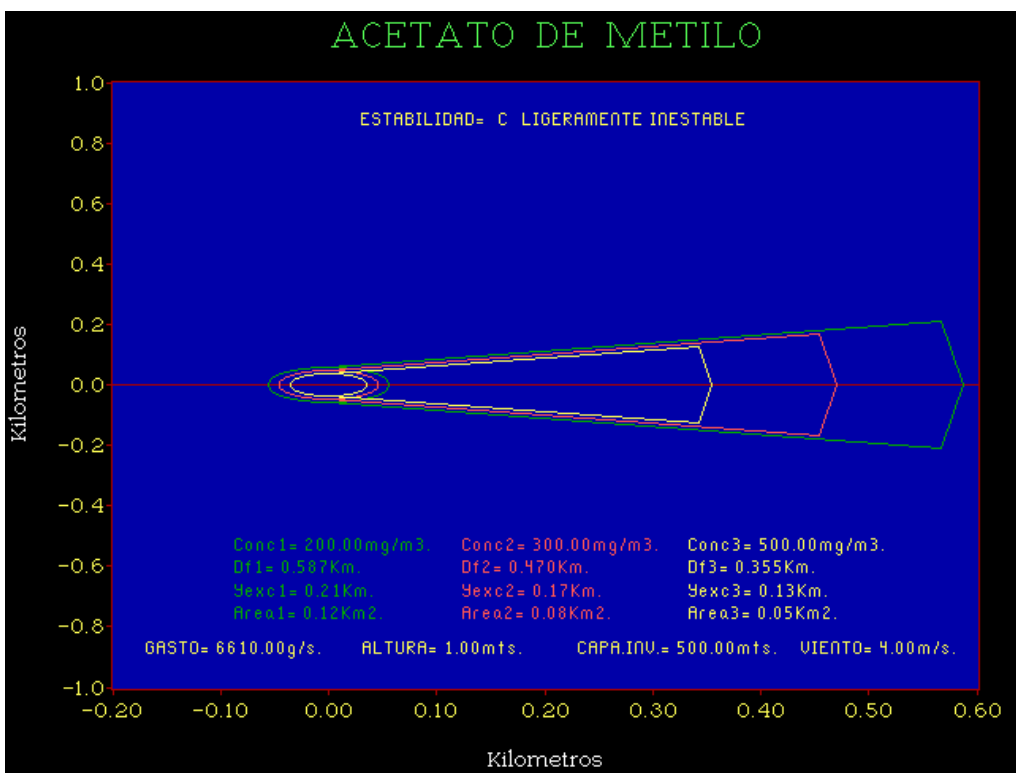 ACETATO DE METILO
ESTABILIDAD= C LIGERAMENTE INESTABLE
1.0
0.8
0.6
0.4
0.2
0.0
-0.2
-0.4
-0.6
-0.8
-1.0
Kilometros
Conc1= 200.00mg/m3. Conc2= 300.00mg/m3. Conc3= 500.00mg/m3.
Df1= 0.587Km. Df2= 0.470Km. Df3= 0.355Km.
Yexc1= 0.21Km. Yexc2= 0.17Km. Yexc3= 0.13Km.
Area1= 0.12Km2. Area2= 0.08Km2. Area3= 0.05Km2.
GASTO= 6610.00g/s. ALTURA= 1.00mts. CAPA.INV.= 500.00mts. VIENTO= 4.00m/s.
-0.20 -0.10 0.00 0.10 0.20 0.30 0.40 0.50 0.60
Kilometros